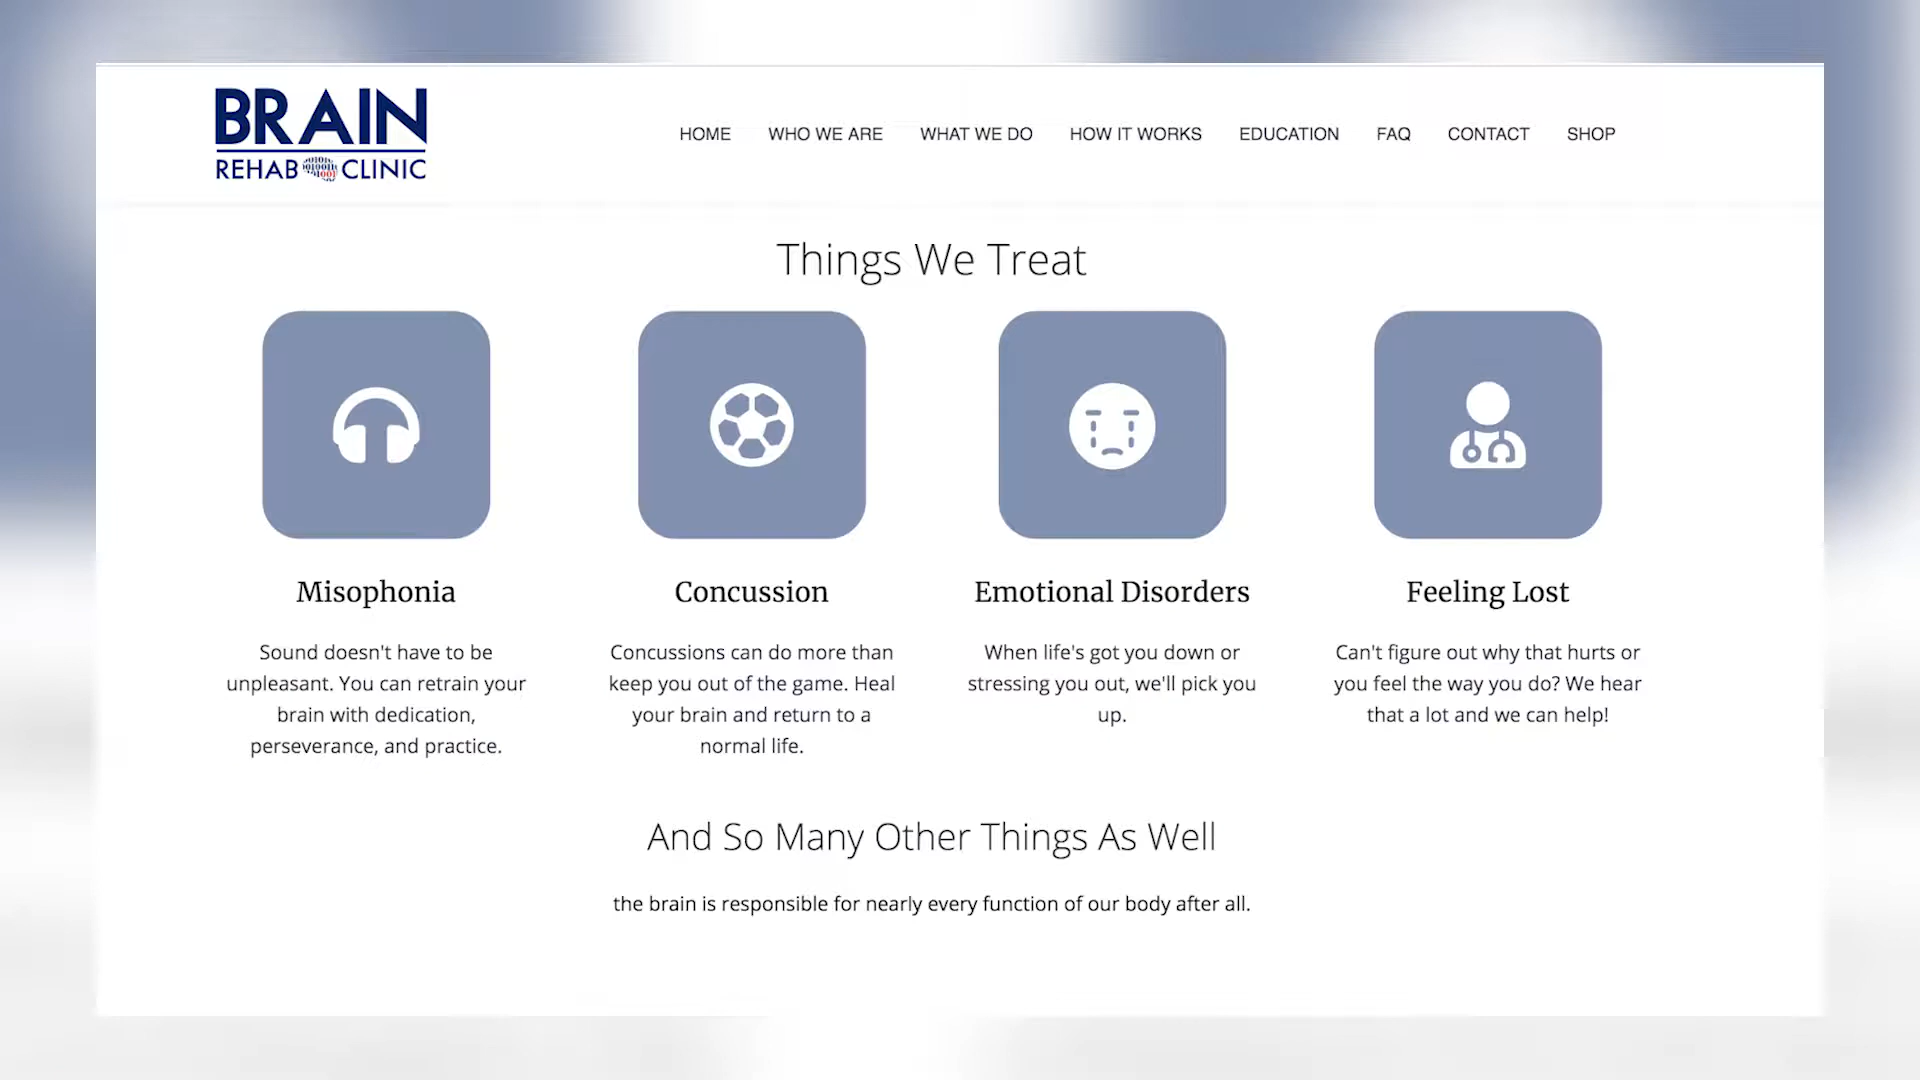 BRAIN
REHAB CLINIC
HOME WHO WE ARE WHAT WE DO HOW IT WORKS EDUCATION FAQ CONTACT SHOP
Things We Treat
Misophonia
Sound doesn't have to be
unpleasant. You can retrain your
brain with dedication,
perseverance, and practice.
Concussion
Concussions can do more than
keep you out of the game. Heal
your brain and return to a
normal life.
Emotional Disorders
When life's got you down or
stressing you out, we'll pick you
up.
Feeling Lost
Can't figure out why that hurts or
you feel the way you do? We hear
that a lot and we can help!
And So Many Other Things As Well
the brain is responsible for nearly every function of our body after all.